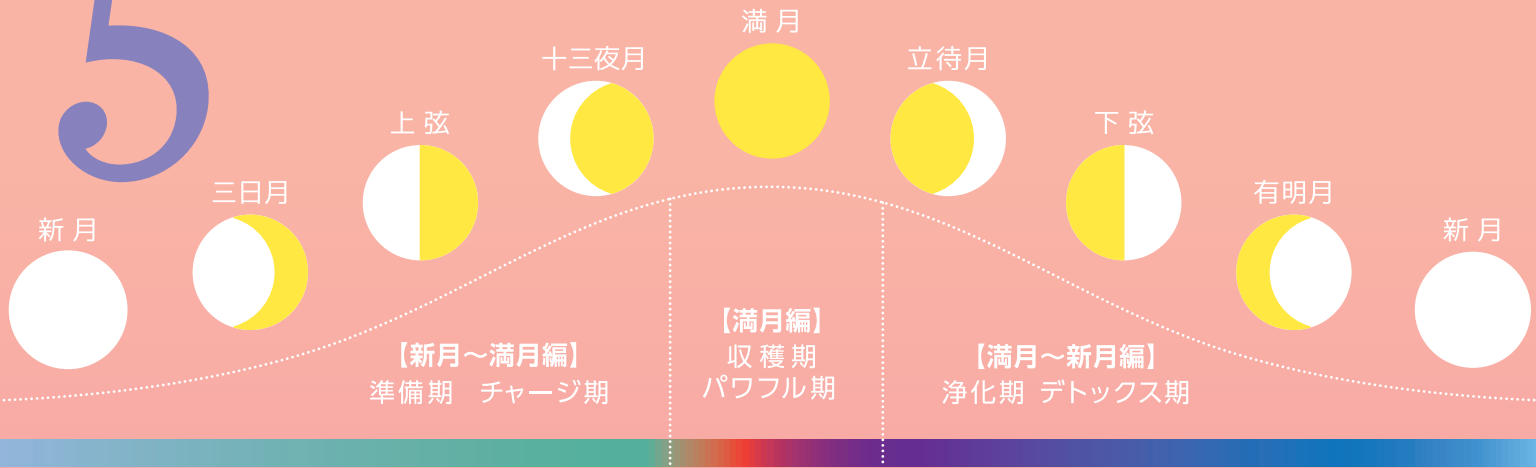 5
新月
三日月
上弦
十三夜月
満月
立待月
下弦
有明月
新月
【新月～満月編】
準備期　チャージ期
【満月編】
収穫期
パワフル期
【満月～新月編】
浄化期　デトックス期